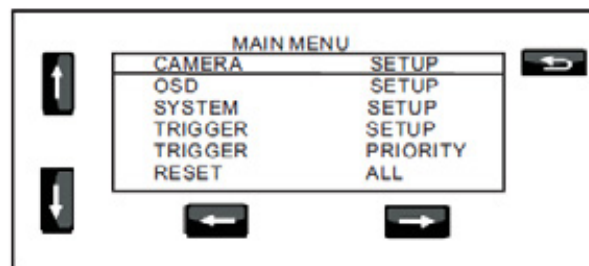 MAIN MENU
CAMERA SETUP
OSD SETUP
SYSTEM SETUP
TRIGGER SETUP
TRIGGER PRIORITY
RESET ALL